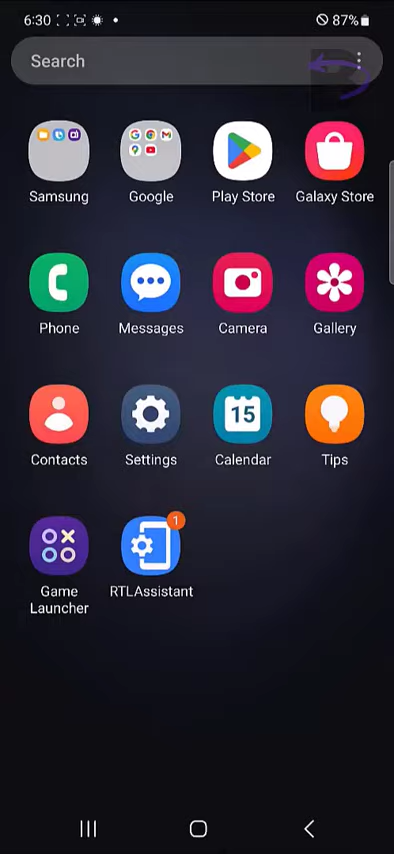 6:30
87%
Search
Samsung
Google
Play Store
Galaxy Store
Phone
Messages
Camera
Gallery
Contacts
15
Settings
Calendar
Tips
1
Game
Launcher
RTLAssistant